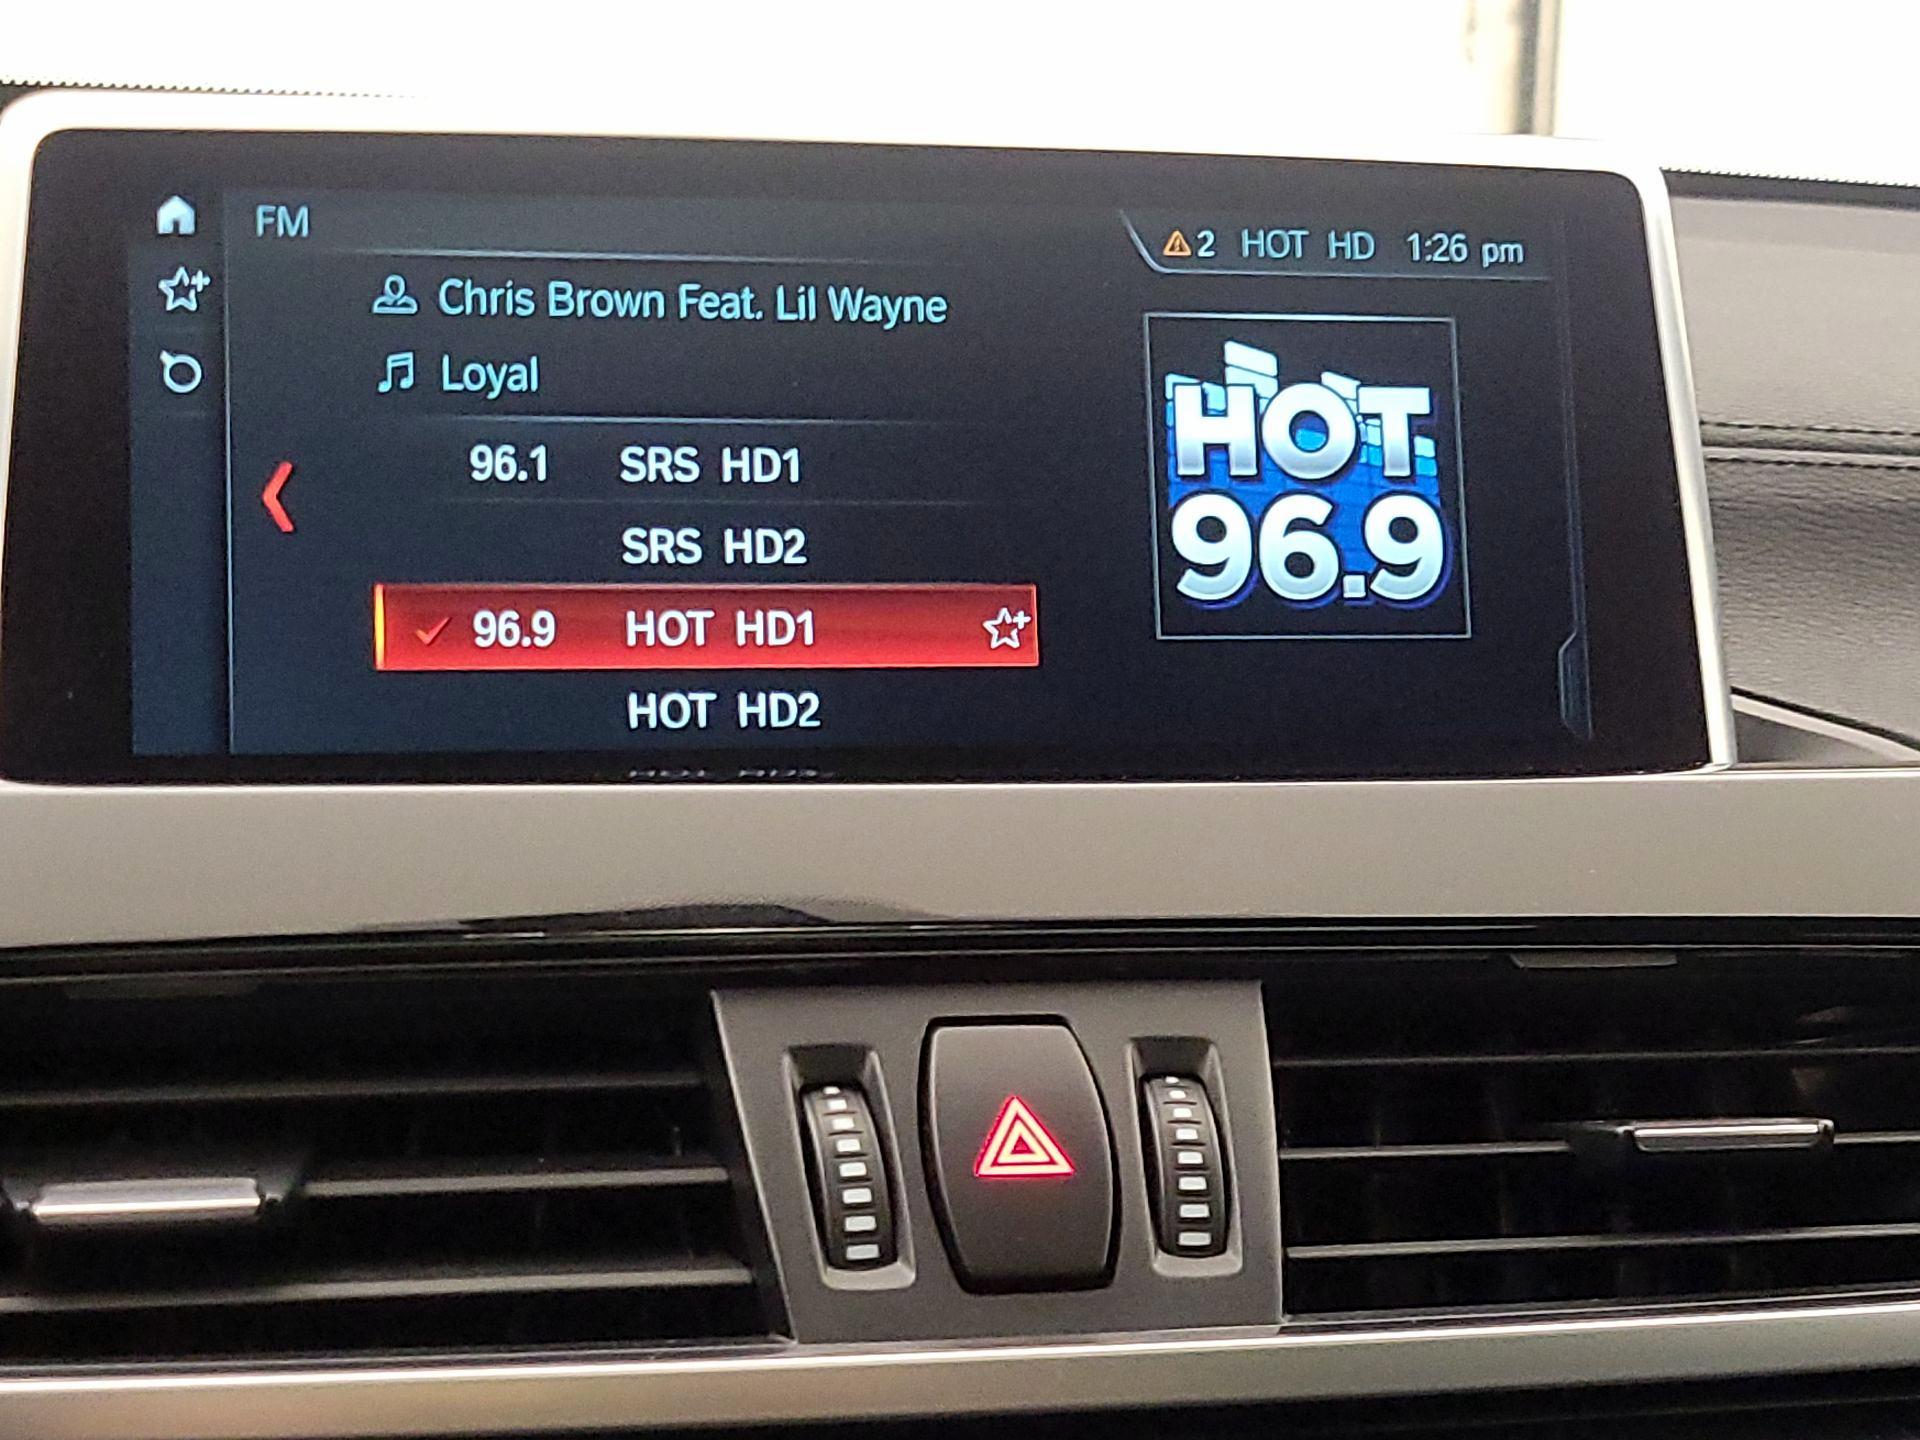 FM
2 HOT HD 1:26 pm
Chris Brown Feat. Lil Wayne
Loyal
96.1 SRS HD1
SRS HD2
96.9 HOT HD1
HOT HD2
HOT
96.9